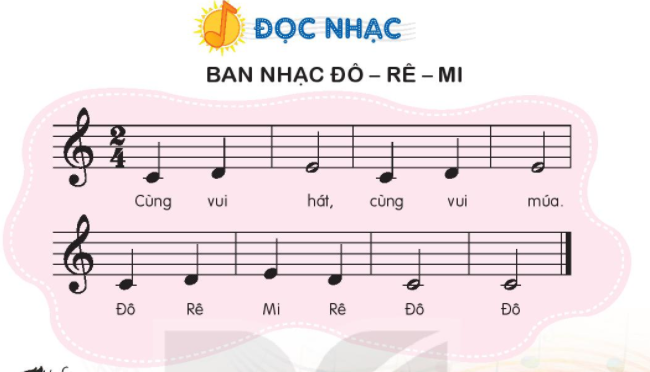 ĐỌC NHẠC
BAN NHẠC ĐÔ – RÊ – MI
2
4
Cùng vui hát, cùng vui múa.
Đô Rê Mi Rê Đô Đô